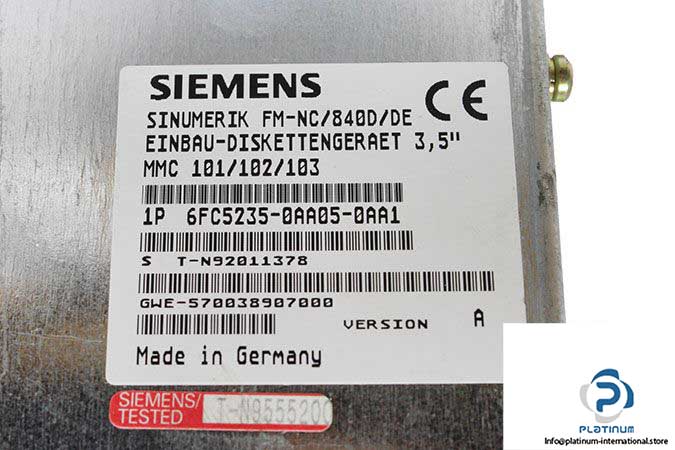 SIEMENS
CE
SINUMERIK FM-NC/840D/DE
EINBAU-DISKETTENGERAET 3,5"
MMC 101/102/103
1P 6FC5235-0AA05-0AA1
S T-N92011378
GWE-570038907000
VERSION A
Made in Germany
SIEMENS/
TESTED T-N9555200
P
PLATINUM
info@platinum-international.store